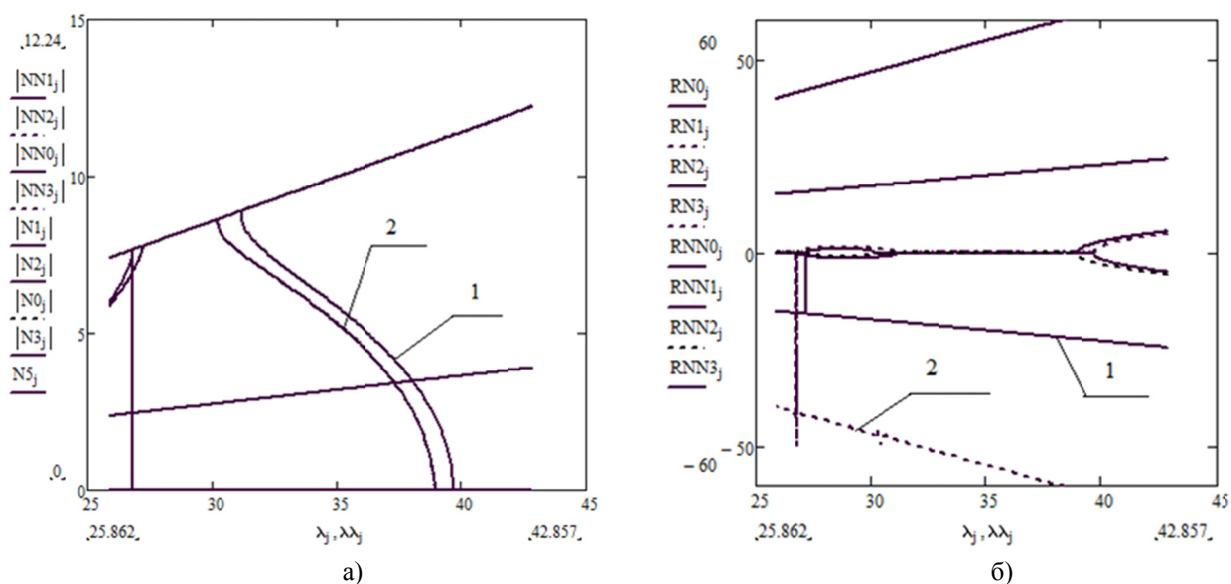 15
12.24
|NN1j|
|NN2j|
|NN0j|
|NN3j|
|N1j|
|N2j|
|N0j|
|N3j|
N5j
0
10
5
0
2
1
25
30
35
40
45
25.862
λj , λλj
42.857
а)
60
RN0j
RN1j
RN2j
RN3j
RNN0j
RNN1j
RNN2j
RNN3j
− 60
50
0
− 50
2
1
25
30
35
40
45
25.862
λj , λλj
42.857
б)